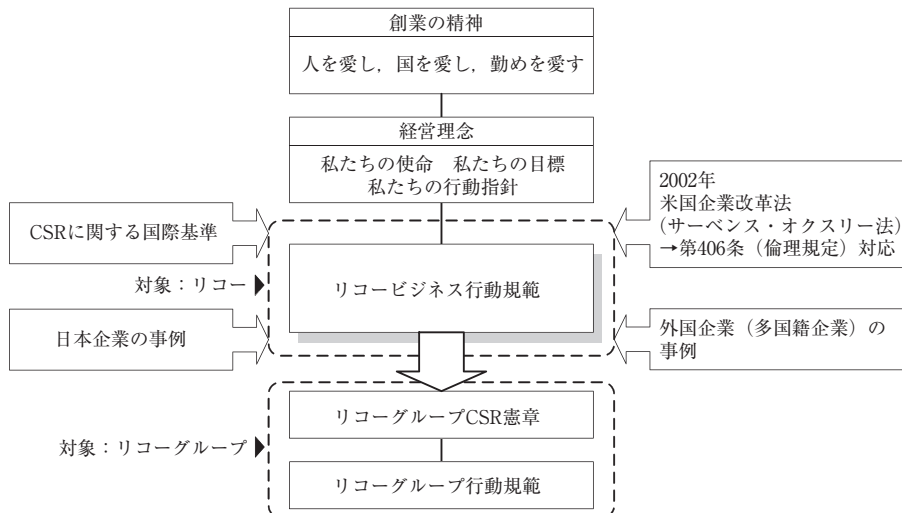 創業の精神
人を愛し，国を愛し，勤めを愛す
経営理念
私たちの使命　私たちの目標
私たちの行動指針
CSRに関する国際基準
2002年
米国企業改革法
(サーベンス・オクスリー法)
→第406条（倫理規定）対応
対象：リコー
リコービジネス行動規範
日本企業の事例
外国企業（多国籍企業）の
事例
リコーグループCSR憲章
対象：リコーグループ
リコーグループ行動規範